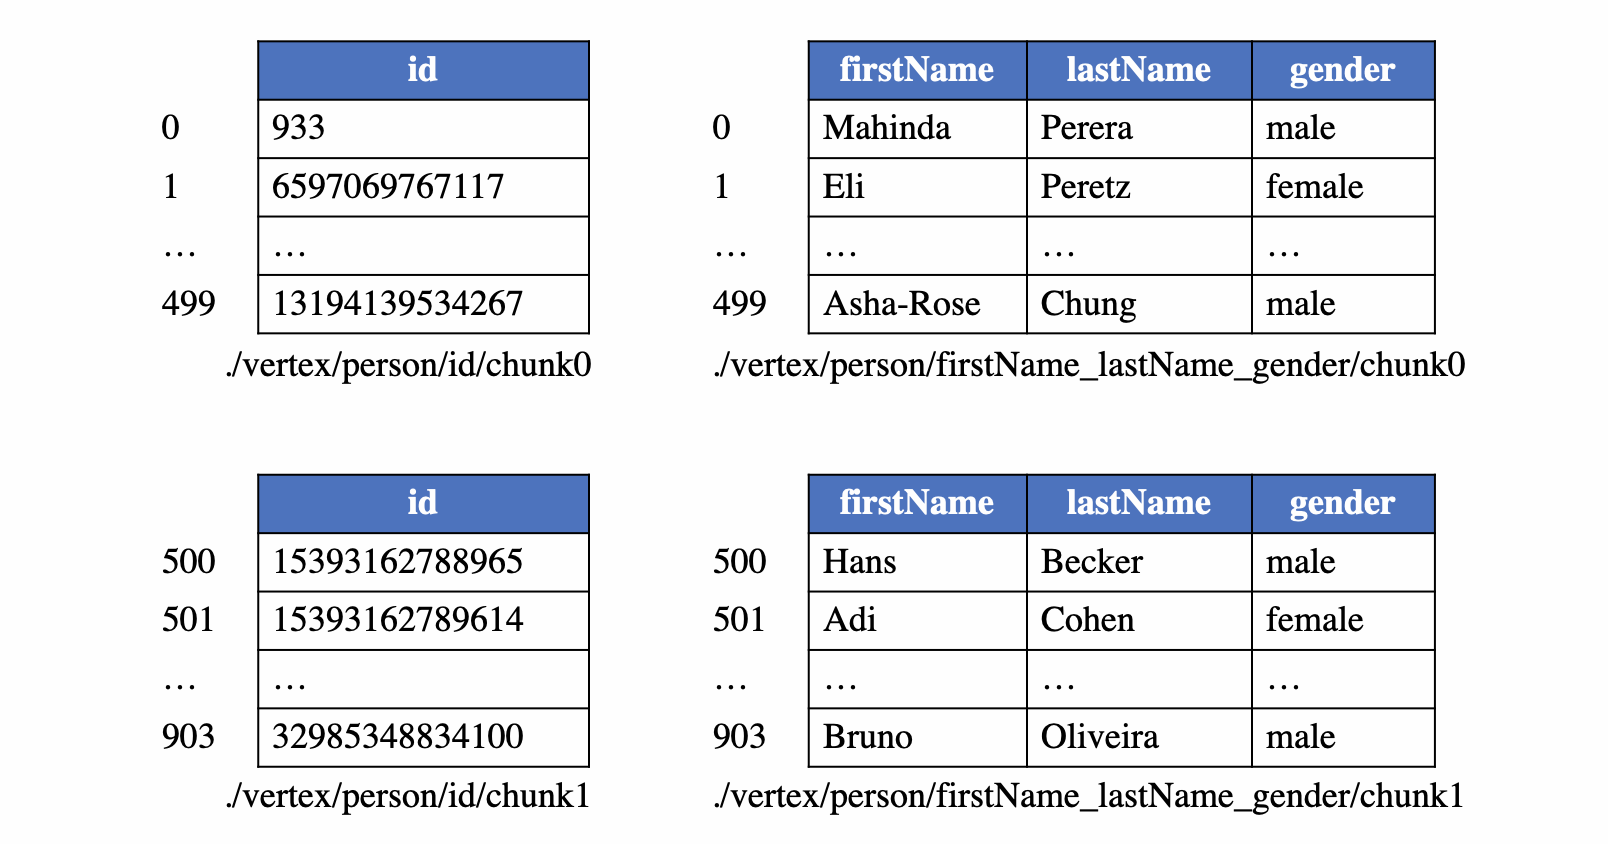 id
0 933
1 6597069767117
… …
499 13194139534267
./vertex/person/id/chunk0
firstName lastName gender
0 Mahinda Perera male
1 Eli Peretz female
… … … …
499 Asha-Rose Chung male
./vertex/person/firstName_lastName_gender/chunk0
id
500 15393162788965
501 15393162789614
… …
903 32985348834100
./vertex/person/id/chunk1
firstName lastName gender
500 Hans Becker male
501 Adi Cohen female
… … … …
903 Bruno Oliveira male
./vertex/person/firstName_lastName_gender/chunk1